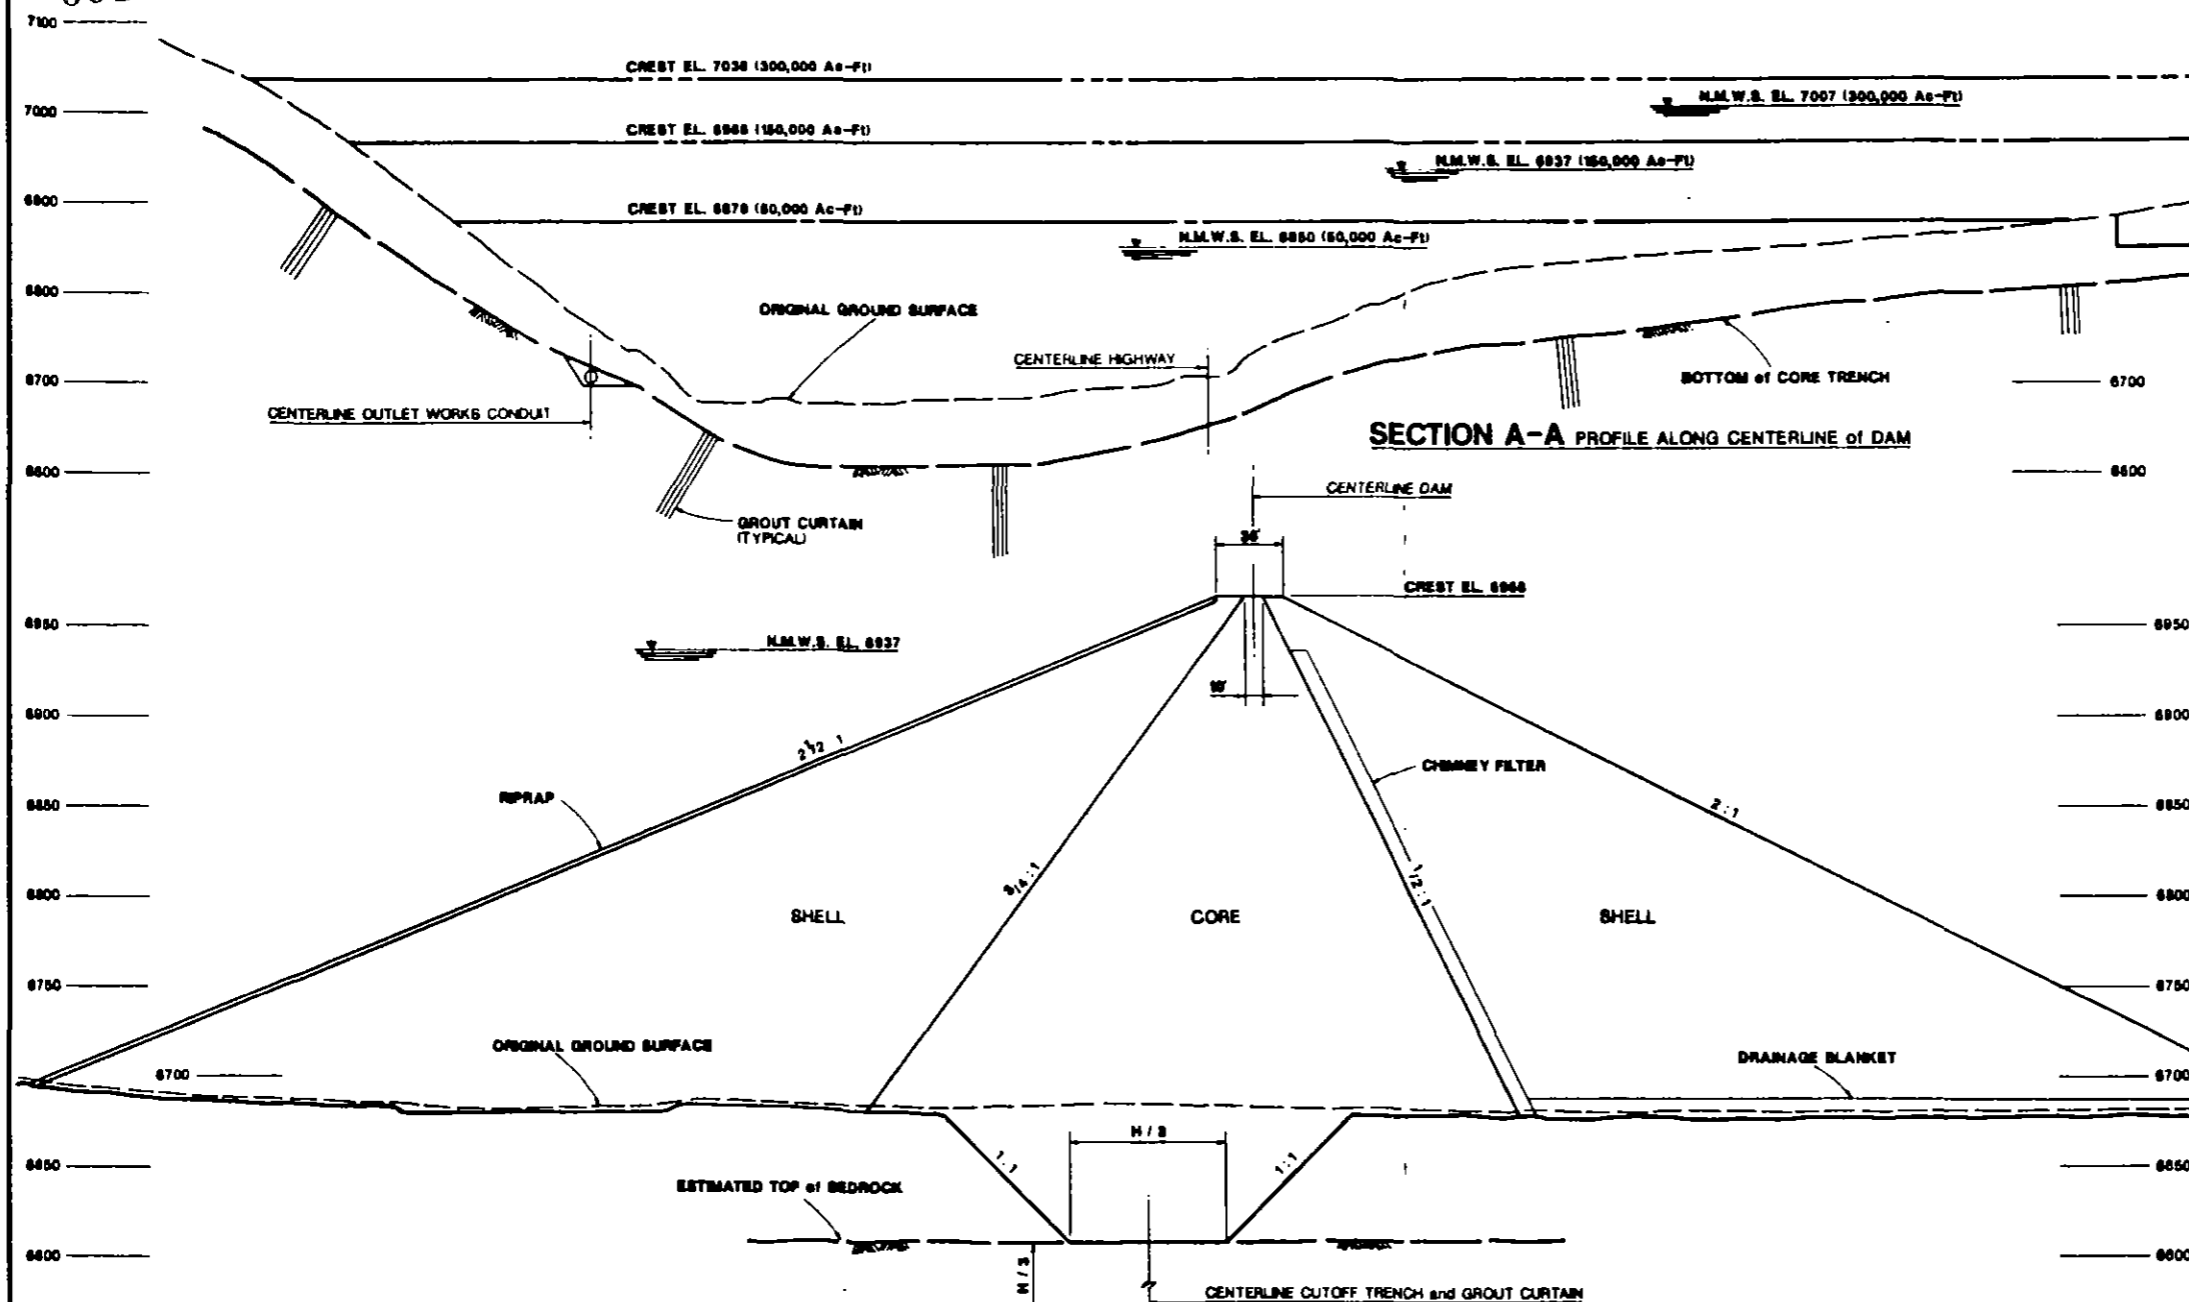 7100
CREST EL. 7036 (300,000 Ac-Ft)
N.M.W.S. EL. 7007 (300,000 Ac-Ft)
7000
CREST EL. 6966 (150,000 Ac-Ft)
N.M.W.S. EL. 6937 (150,000 Ac-Ft)
6900
CREST EL. 6878 (50,000 Ac-Ft)
N.M.W.S. EL. 6850 (50,000 Ac-Ft)
6800
ORIGINAL GROUND SURFACE
CENTERLINE HIGHWAY
6700
BOTTOM of CORE TRENCH
6700
CENTERLINE OUTLET WORKS CONDUIT
SECTION A-A PROFILE ALONG CENTERLINE of DAM
6600
6600
CENTERLINE DAM
GROUT CURTAIN
(TYPICAL)
CREST EL. 6966
6950
6950
N.M.W.S. EL. 6937
6900
6900
2 1/2 : 1
CHIMNEY FILTER
RIPRAP
6850
2 : 1
6850
3/4 : 1
1/2 : 1
6800
6800
SHELL
CORE
SHELL
6750
6750
ORIGINAL GROUND SURFACE
DRAINAGE BLANKET
6700
6700
H / 3
1:1
1:1
6650
6650
ESTIMATED TOP of BEDROCK
6600
6600
H / 3
CENTERLINE CUTOFF TRENCH and GROUT CURTAIN